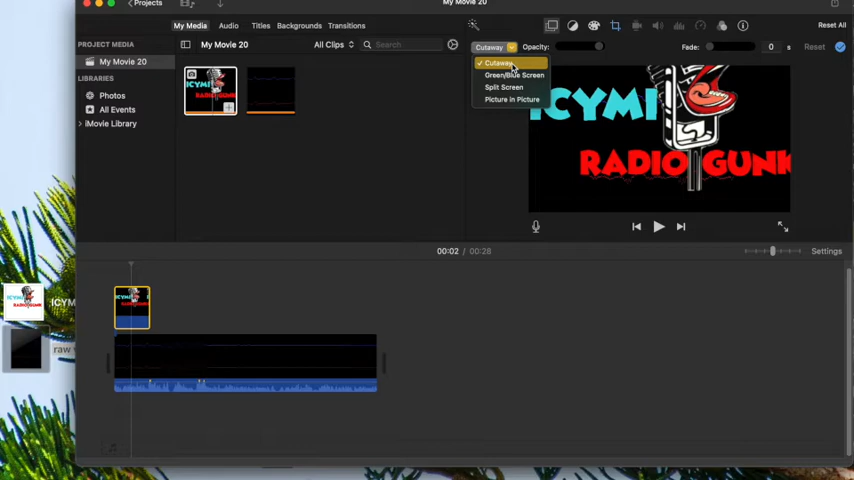 Projects
My Movie 20
My Media Audio Titles Backgrounds Transitions
Reset All
PROJECT MEDIA
My Movie 20
LIBRARIES
Photos
All Events
iMovie Library
My Movie 20 All Clips Search
Cutaway Opacity: Fade: 0 s Reset
✓ Cutaway
Green/Blue Screen
Split Screen
Picture in Picture
ICYMI
RADIO GUNK
00:02 / 00:28 Settings
ICYMI
ICYM
raw v